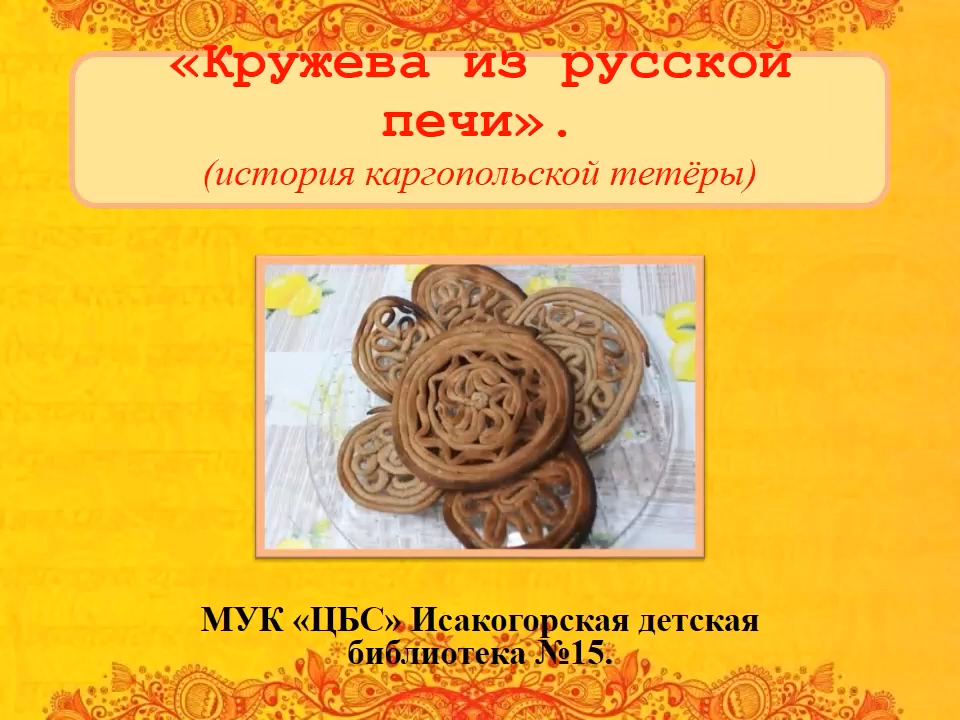 «Кружева из русской
печи».
(история каргопольской тетёры)
МУК «ЦБС» Исакогорская детская
библиотека №15.